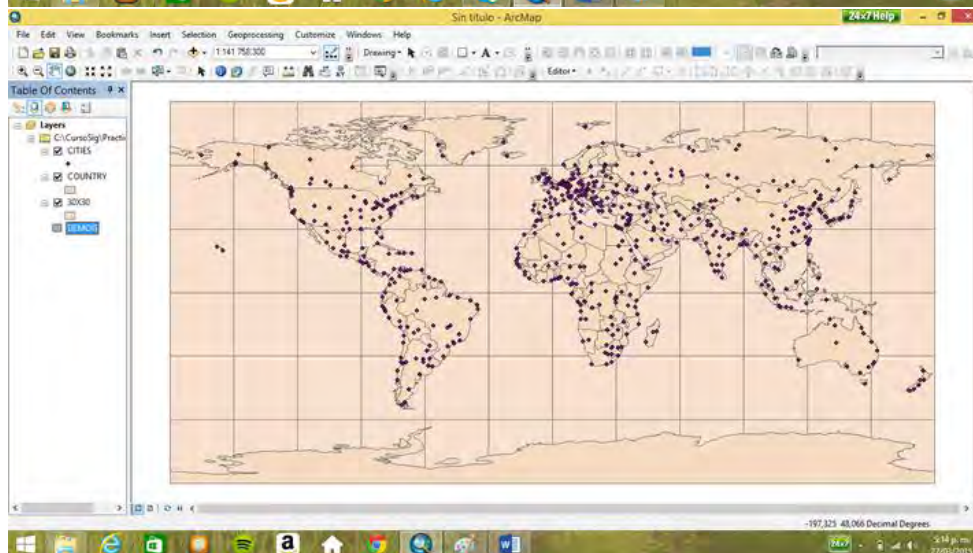 Sin título - ArcMap
24x7 Help
File Edit View Bookmarks Insert Selection Geoprocessing Customize Windows Help
1:141.758.300
Drawing
Editor
Table Of Contents
Layers
C:\CursoSig\Practi
CITIES
COUNTRY
30X30
DEMOG
-197,325 48,066 Decimal Degrees
24x7
5:14 p. m.